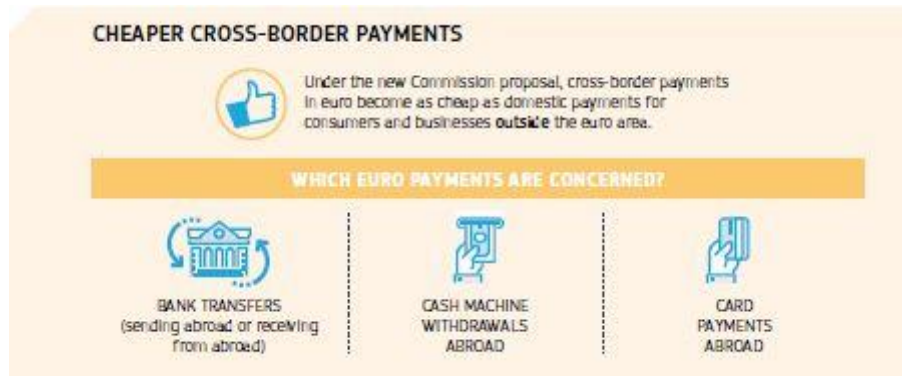 CHEAPER CROSS-BORDER PAYMENTS
Under the new Commission proposal, cross-border payments
in euro become as cheap as domestic payments for
consumers and businesses outside the euro area.
WHICH EURO PAYMENTS ARE CONCERNED?
BANK TRANSFERS
(sending abroad or receiving
from abroad)
CASH MACHINE
WITHDRAWALS
ABROAD
CARD
PAYMENTS
ABROAD